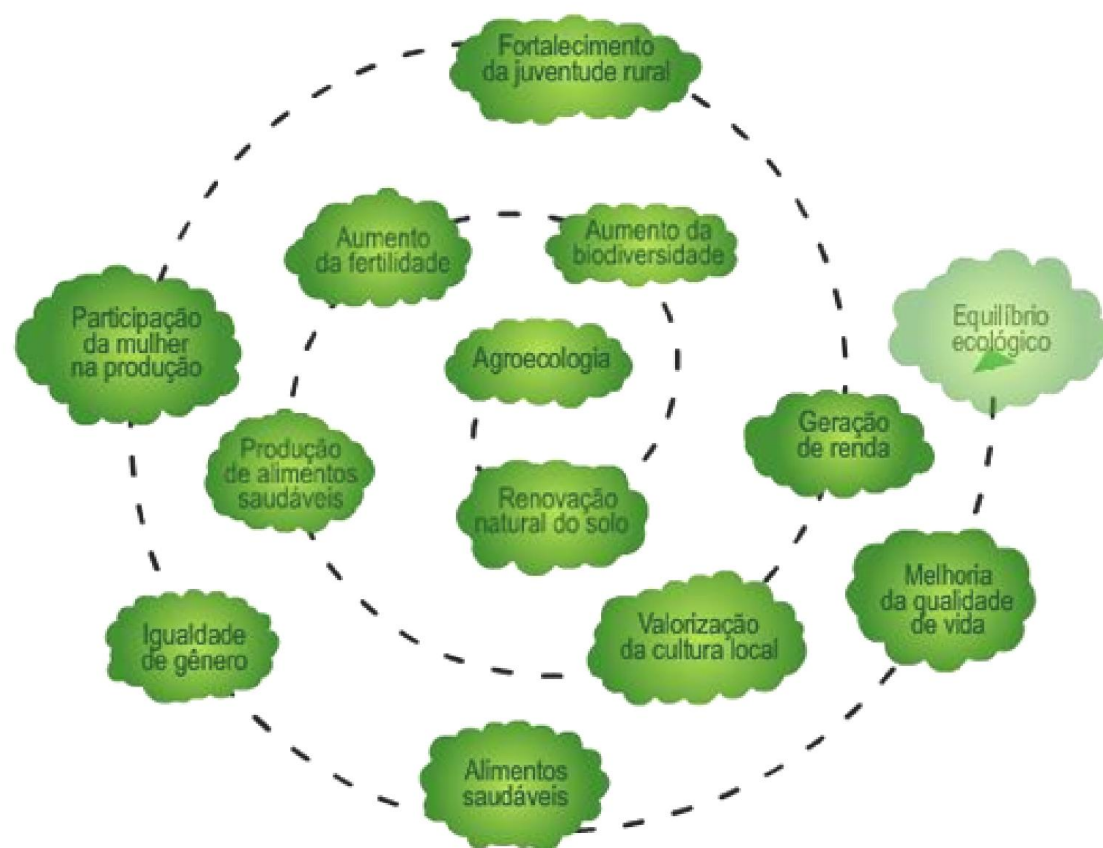 Fortalecimento
da juventude rural
Aumento
da fertilidade
Aumento da
biodiversidade
Participação
da mulher
na produção
Equilíbrio
ecológico
Agroecologia
Geração
de renda
Produção
de alimentos
saudáveis
Renovação
natural do solo
Melhoria
da qualidade
de vida
Igualdade
de gênero
Valorização
da cultura local
Alimentos
saudáveis